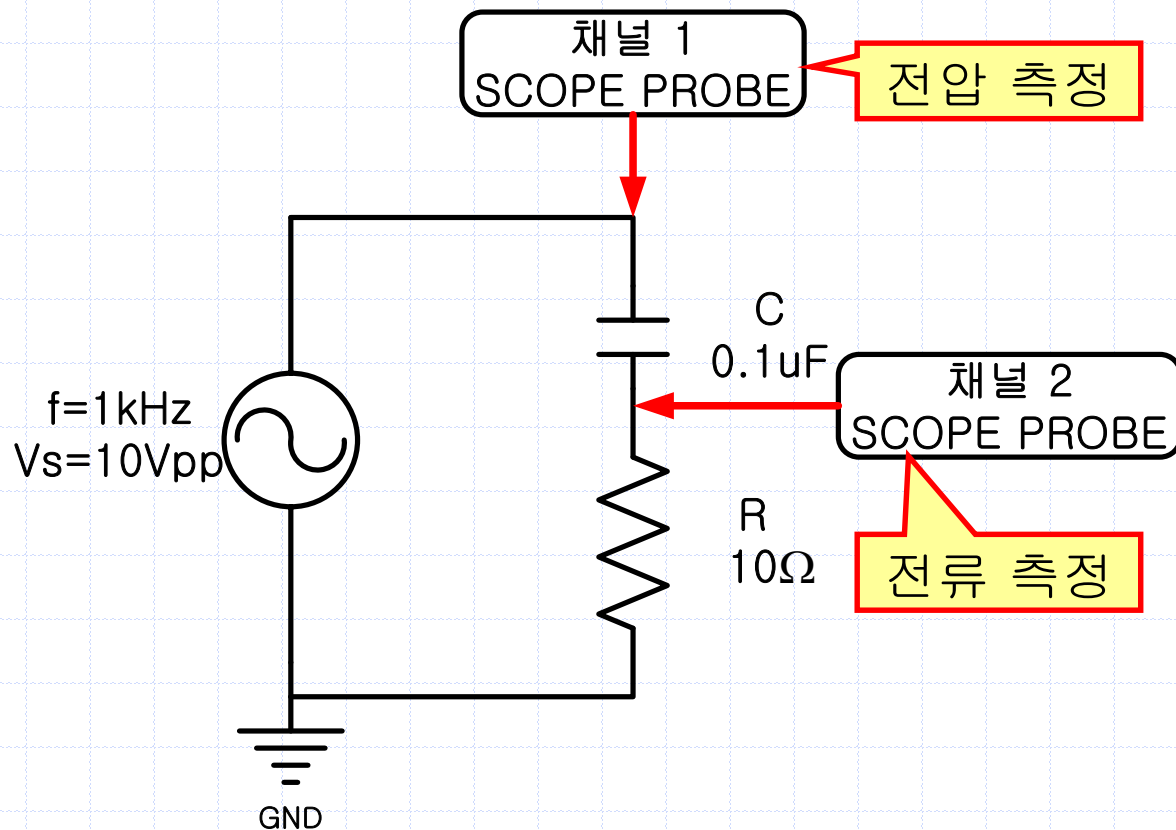 채널 1
SCOPE PROBE
전압 측정
C
0.1uF
채널 2
SCOPE PROBE
f=1kHz
Vs=10Vpp
R
10Ω
전류 측정
GND